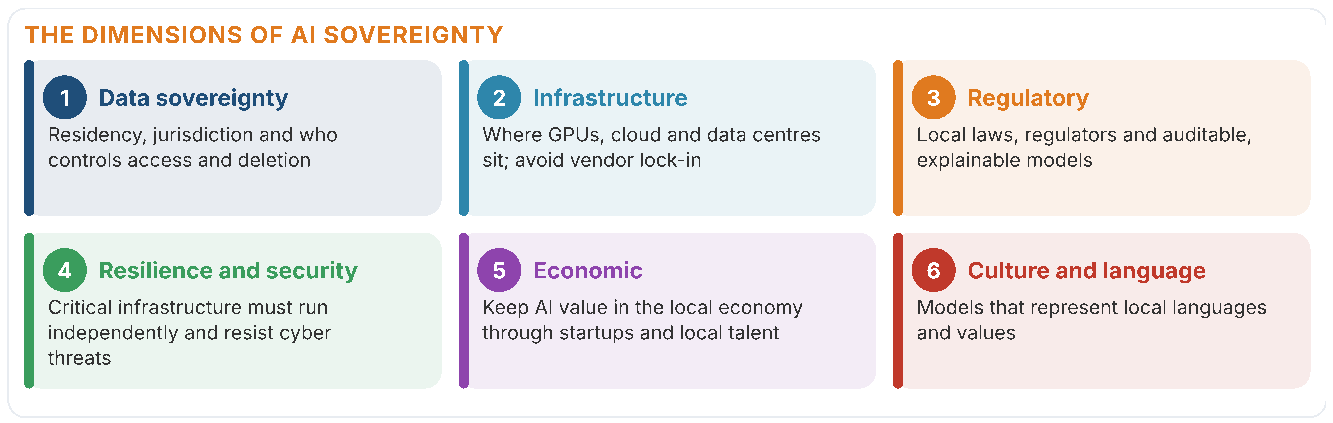 THE DIMENSIONS OF AI SOVEREIGNTY
1 Data sovereignty
Residency, jurisdiction and who
controls access and deletion
2 Infrastructure
Where GPUs, cloud and data centres
sit; avoid vendor lock-in
3 Regulatory
Local laws, regulators and auditable,
explainable models
4 Resilience and security
Critical infrastructure must run
independently and resist cyber
threats
5 Economic
Keep AI value in the local economy
through startups and local talent
6 Culture and language
Models that represent local languages
and values